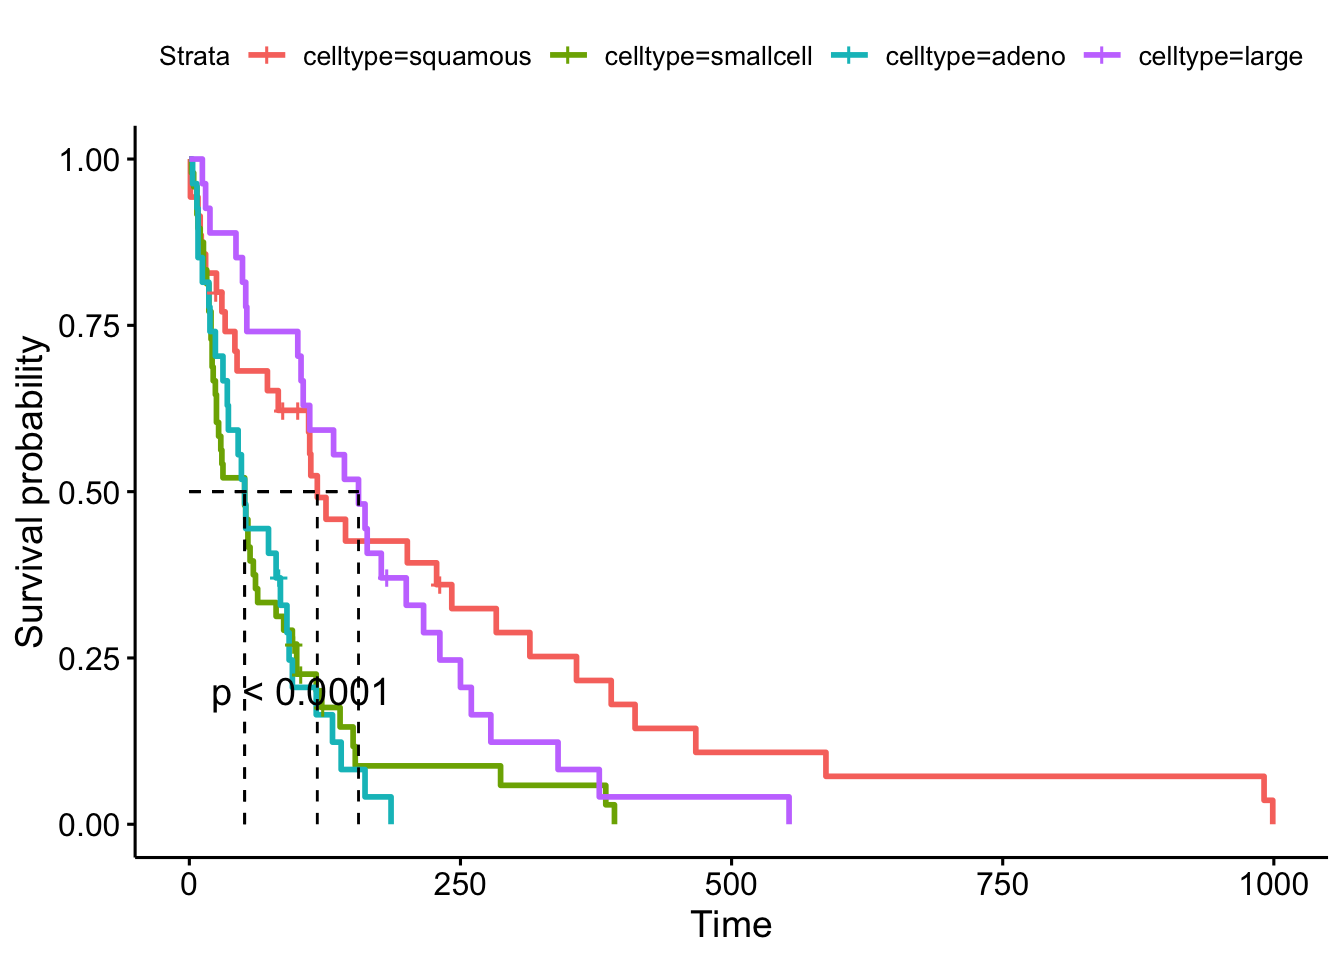 Strata celltype=squamous celltype=smallcell celltype=adeno celltype=large
Survival probability
1.00
0.75
0.50
0.25
0.00
p < 0.0001
0 250 500 750 1000
Time